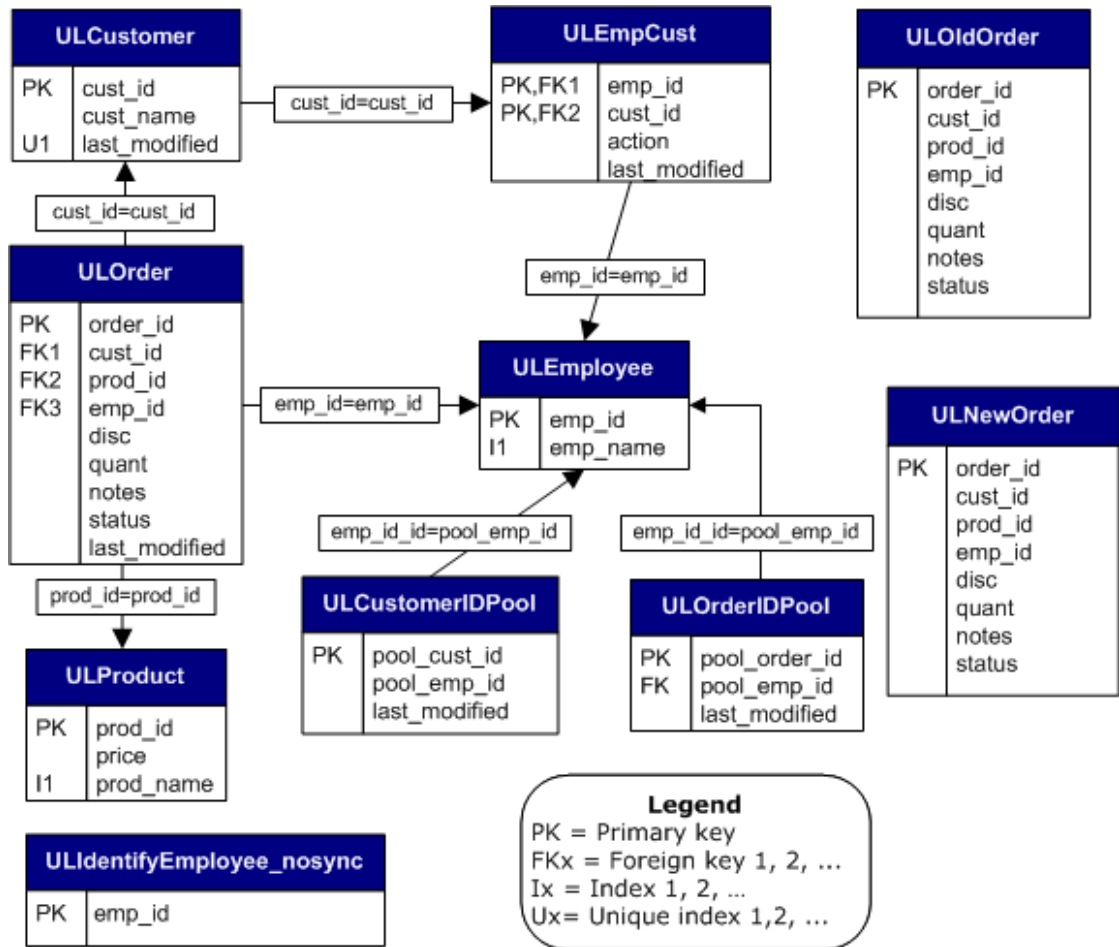 ULCustomer
PK cust_id
cust_name
U1 last_modified
cust_id=cust_id
ULEmpCust
PK,FK1 emp_id
PK,FK2 cust_id
action
last_modified
ULOldOrder
PK order_id
cust_id
prod_id
emp_id
disc
quant
notes
status
cust_id=cust_id
emp_id=emp_id
ULOrder
PK order_id
FK1 cust_id
FK2 prod_id
FK3 emp_id
disc
quant
notes
status
last_modified
emp_id=emp_id
ULEmployee
PK emp_id
I1 emp_name
ULNewOrder
PK order_id
cust_id
prod_id
emp_id
disc
quant
notes
status
emp_id_id=pool_emp_id
emp_id_id=pool_emp_id
prod_id=prod_id
ULCustomerIDPool
PK pool_cust_id
pool_emp_id
last_modified
ULOrderIDPool
PK pool_order_id
FK pool_emp_id
last_modified
ULProduct
PK prod_id
price
I1 prod_name
ULIdentifyEmployee_nosync
PK emp_id
Legend
PK = Primary key
FKx = Foreign key 1, 2, ...
Ix = Index 1, 2, ...
Ux= Unique index 1,2, ...